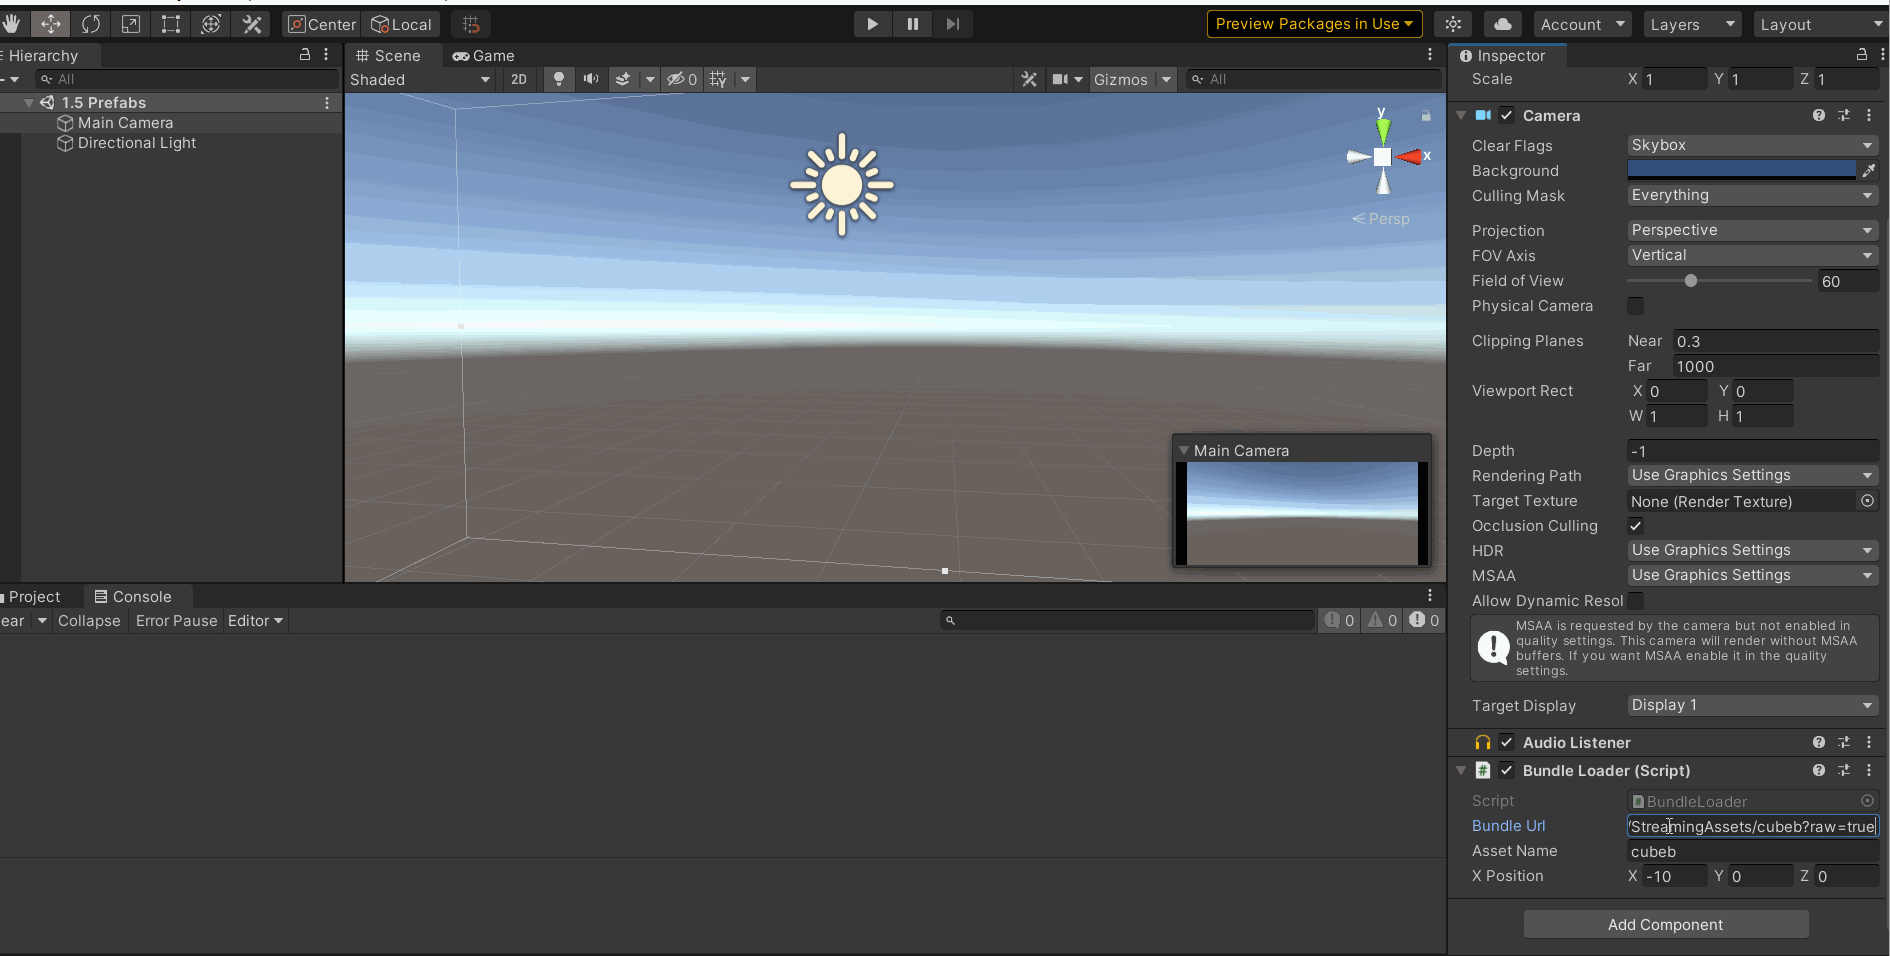 Center
Local
Preview Packages in Use
Account
Layers
Layout
Hierarchy
All
1.5 Prefabs
Main Camera
Directional Light
Scene
Game
Shaded
2D
0
Gizmos
All
y
x
Persp
Main Camera
Project
Console
ear
Collapse
Error Pause
Editor
0
0
0
Inspector
Scale X 1 Y 1 Z 1
Camera
Clear Flags Skybox
Background
Culling Mask Everything
Projection Perspective
FOV Axis Vertical
Field of View 60
Physical Camera
Clipping Planes Near 0.3
Far 1000
Viewport Rect X 0 Y 0
W 1 H 1
Depth -1
Rendering Path Use Graphics Settings
Target Texture None (Render Texture)
Occlusion Culling
HDR Use Graphics Settings
MSAA Use Graphics Settings
Allow Dynamic Resol
MSAA is requested by the camera but not enabled in
quality settings. This camera will render without MSAA
buffers. If you want MSAA enable it in the quality
settings.
Target Display Display 1
Audio Listener
Bundle Loader (Script)
Script BundleLoader
Bundle Url /StreamingAssets/cubeb?raw=true
Asset Name cubeb
X Position X -10 Y 0 Z 0
Add Component